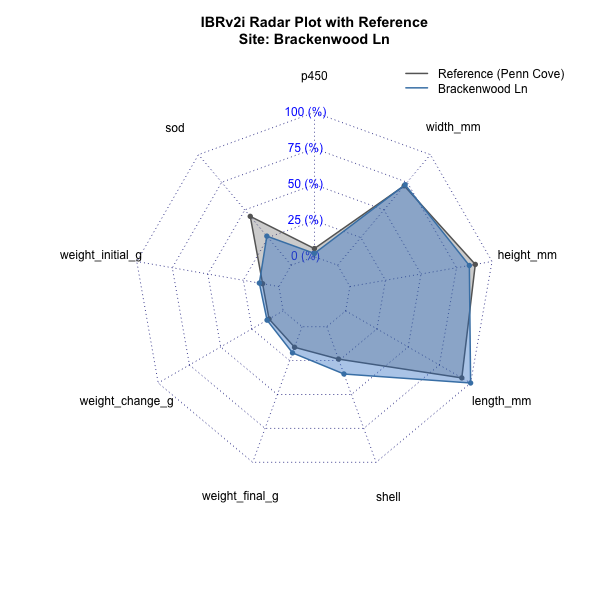 IBRv2i Radar Plot with Reference
Site: Brackenwood Ln
Reference (Penn Cove)
Brackenwood Ln
p450
100 (%)
75 (%)
50 (%)
25 (%)
0 (%)
sod
width_mm
weight_initial_g
height_mm
weight_change_g
length_mm
weight_final_g
shell